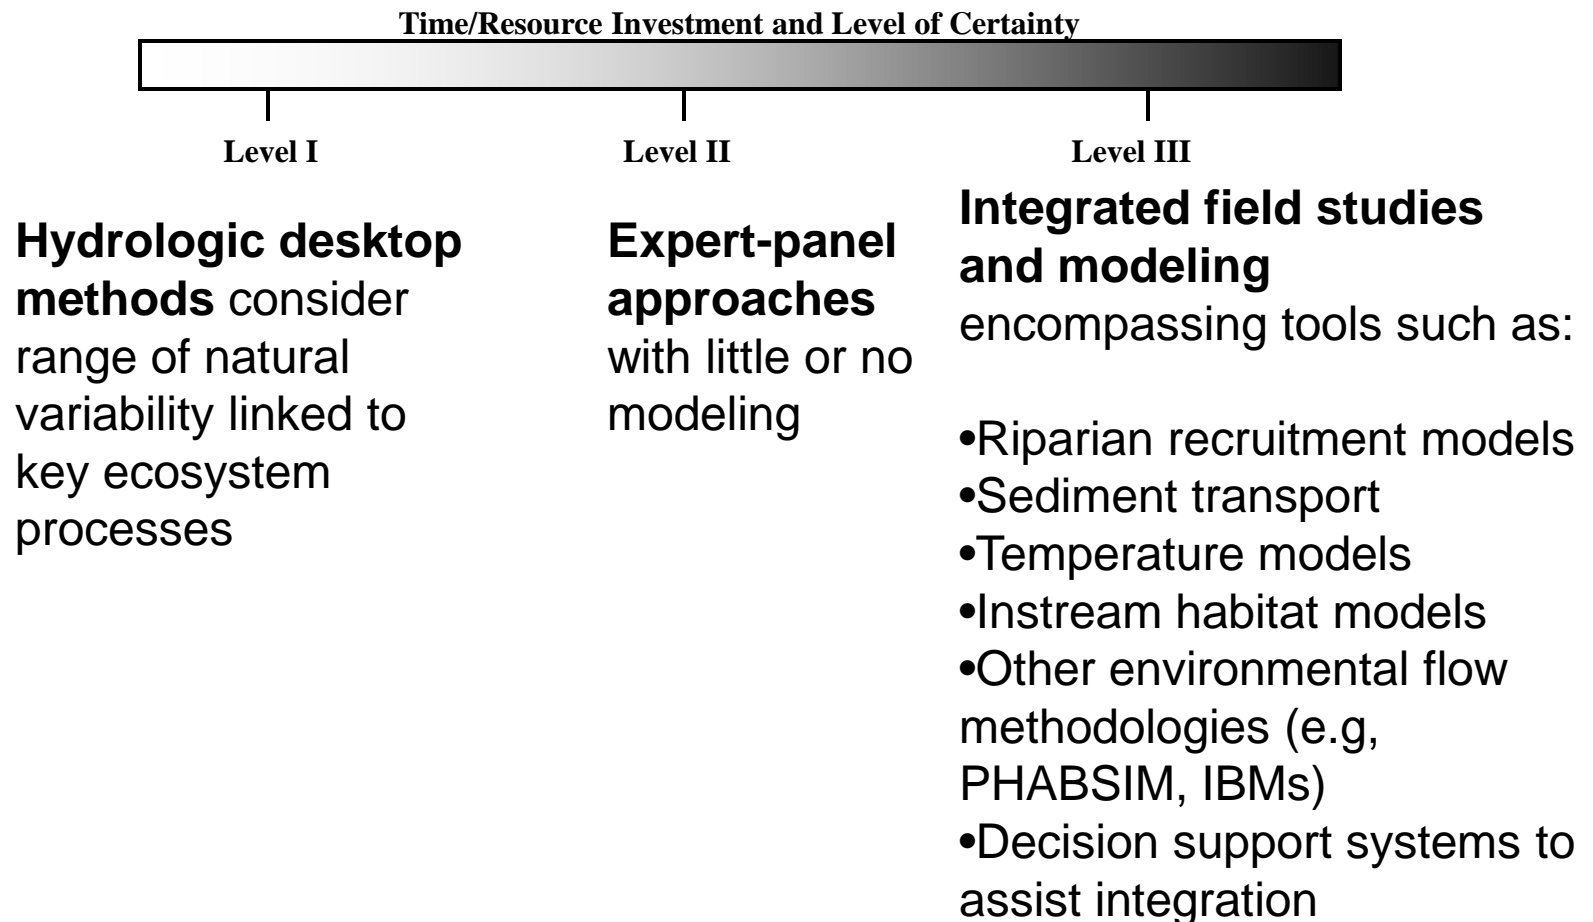 Time/Resource Investment and Level of Certainty
Level I
Level II
Level III
Hydrologic desktop
methods consider
range of natural
variability linked to
key ecosystem
processes
Expert-panel
approaches
with little or no
modeling
Integrated field studies
and modeling
encompassing tools such as:
•Riparian recruitment models
•Sediment transport
•Temperature models
•Instream habitat models
•Other environmental flow
methodologies (e.g,
PHABSIM, IBMs)
•Decision support systems to
assist integration